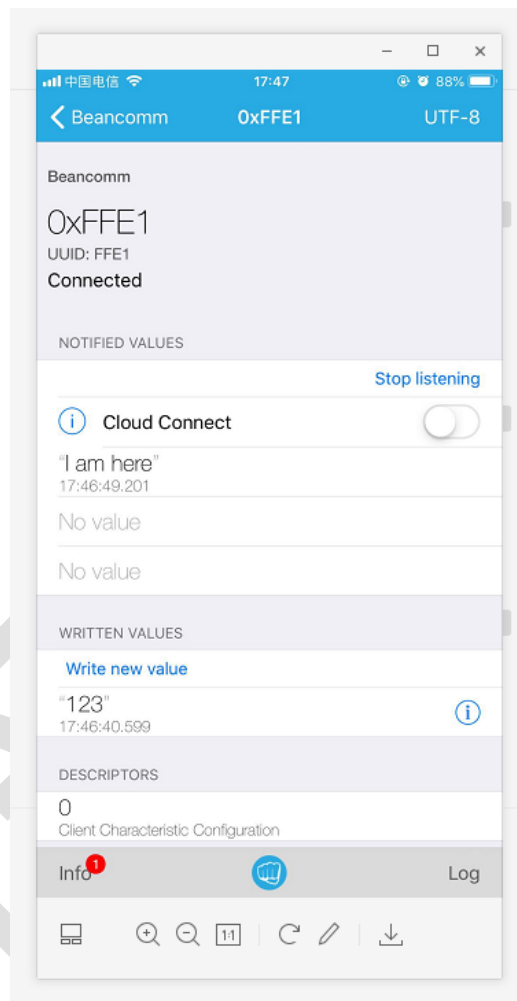 中国电信 17:47 88%
Beancomm 0xFFE1 UTF-8
Beancomm
0xFFE1
UUID: FFE1
Connected
NOTIFIED VALUES
Stop listening
Cloud Connect
"I am here"
17:46:49.201
No value
No value
WRITTEN VALUES
Write new value
"123"
17:46:40.599
DESCRIPTORS
0
Client Characteristic Configuration
Info 1 Log
1:1